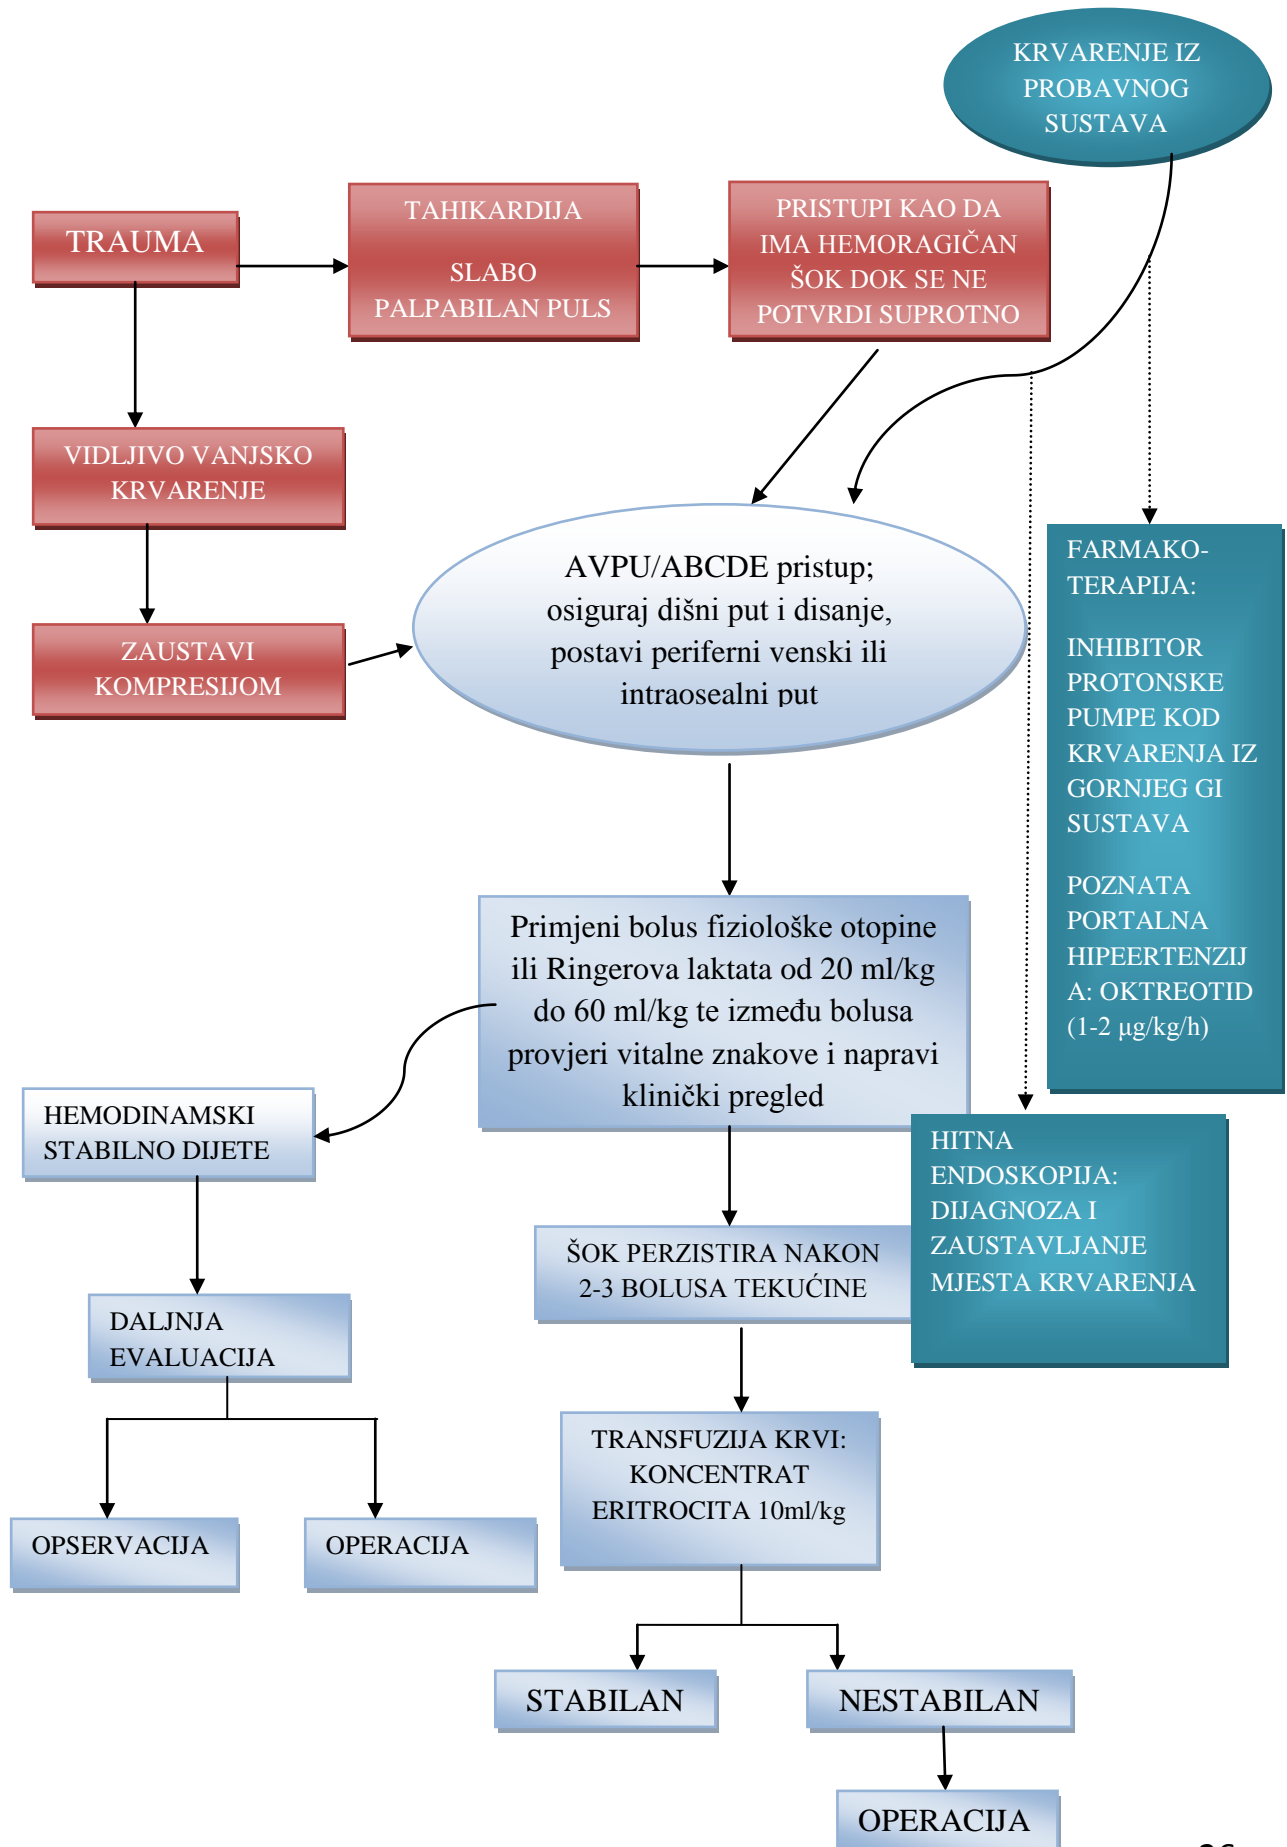 KRVARENJE IZ
PROBAVNOG
SUSTAVA
TRAUMA
TAHIKARDIJA
SLABO
PALPABILAN PULS
PRISTUPI KAO DA
IMA HEMORAGIČAN
ŠOK DOK SE NE
POTVRDI SUPROTNO
VIDLJIVO VANJSKO
KRVARENJE
ZAUSTAVI
KOMPRESIJOM
AVPU/ABCDE pristup;
osiguraj dišni put i disanje,
postavi periferni venski ili
intraosealni put
FARMAKO-
TERAPIJA:
INHIBITOR
PROTONSKE
PUMPE KOD
KRVARENJA IZ
GORNJEG GI
SUSTAVA
POZNATA
PORTALNA
HIPEERTENZIJ
A: OKTREOTID
(1-2 µg/kg/h)
Primjeni bolus fiziološke otopine
ili Ringerova laktata od 20 ml/kg
do 60 ml/kg te između bolusa
provjeri vitalne znakove i napravi
klinički pregled
HEMODINAMSKI
STABILNO DIJETE
HITNA
ENDOSKOPIJA:
DIJAGNOZA I
ZAUSTAVLJANJE
MJESTA KRVARENJA
ŠOK PERZISTIRA NAKON
2-3 BOLUSA TEKUĆINE
DALJNJA
EVALUACIJA
TRANSFUZIJA KRVI:
KONCENTRAT
ERITROCITA 10ml/kg
OPSERVACIJA
OPERACIJA
STABILAN
NESTABILAN
OPERACIJA